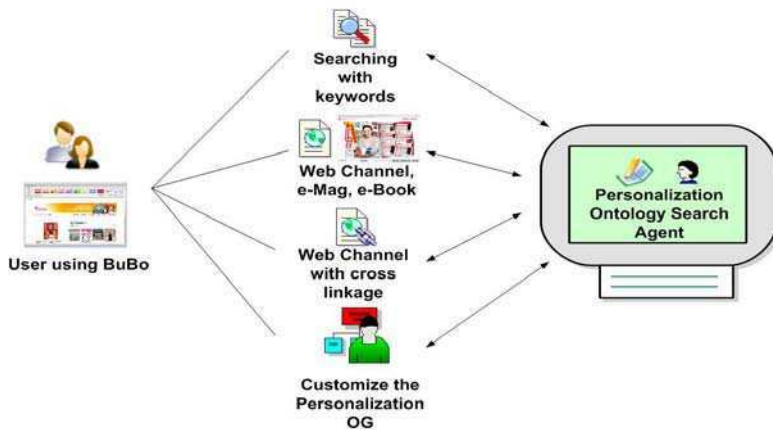 Searching
with
keywords
Web Channel,
e-Mag, e-Book
Web Channel
with cross
linkage
Customize the
Personalization
OG
User using BuBo
Personalization
Ontology Search
Agent